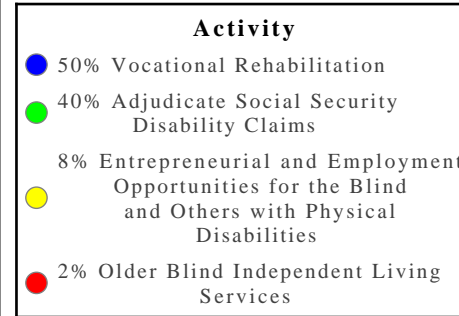 Activity
50% Vocational Rehabilitation
40% Adjudicate Social Security
Disability Claims
8% Entrepreneurial and Employment
Opportunities for the Blind
and Others with Physical
Disabilities
2% Older Blind Independent Living
Services